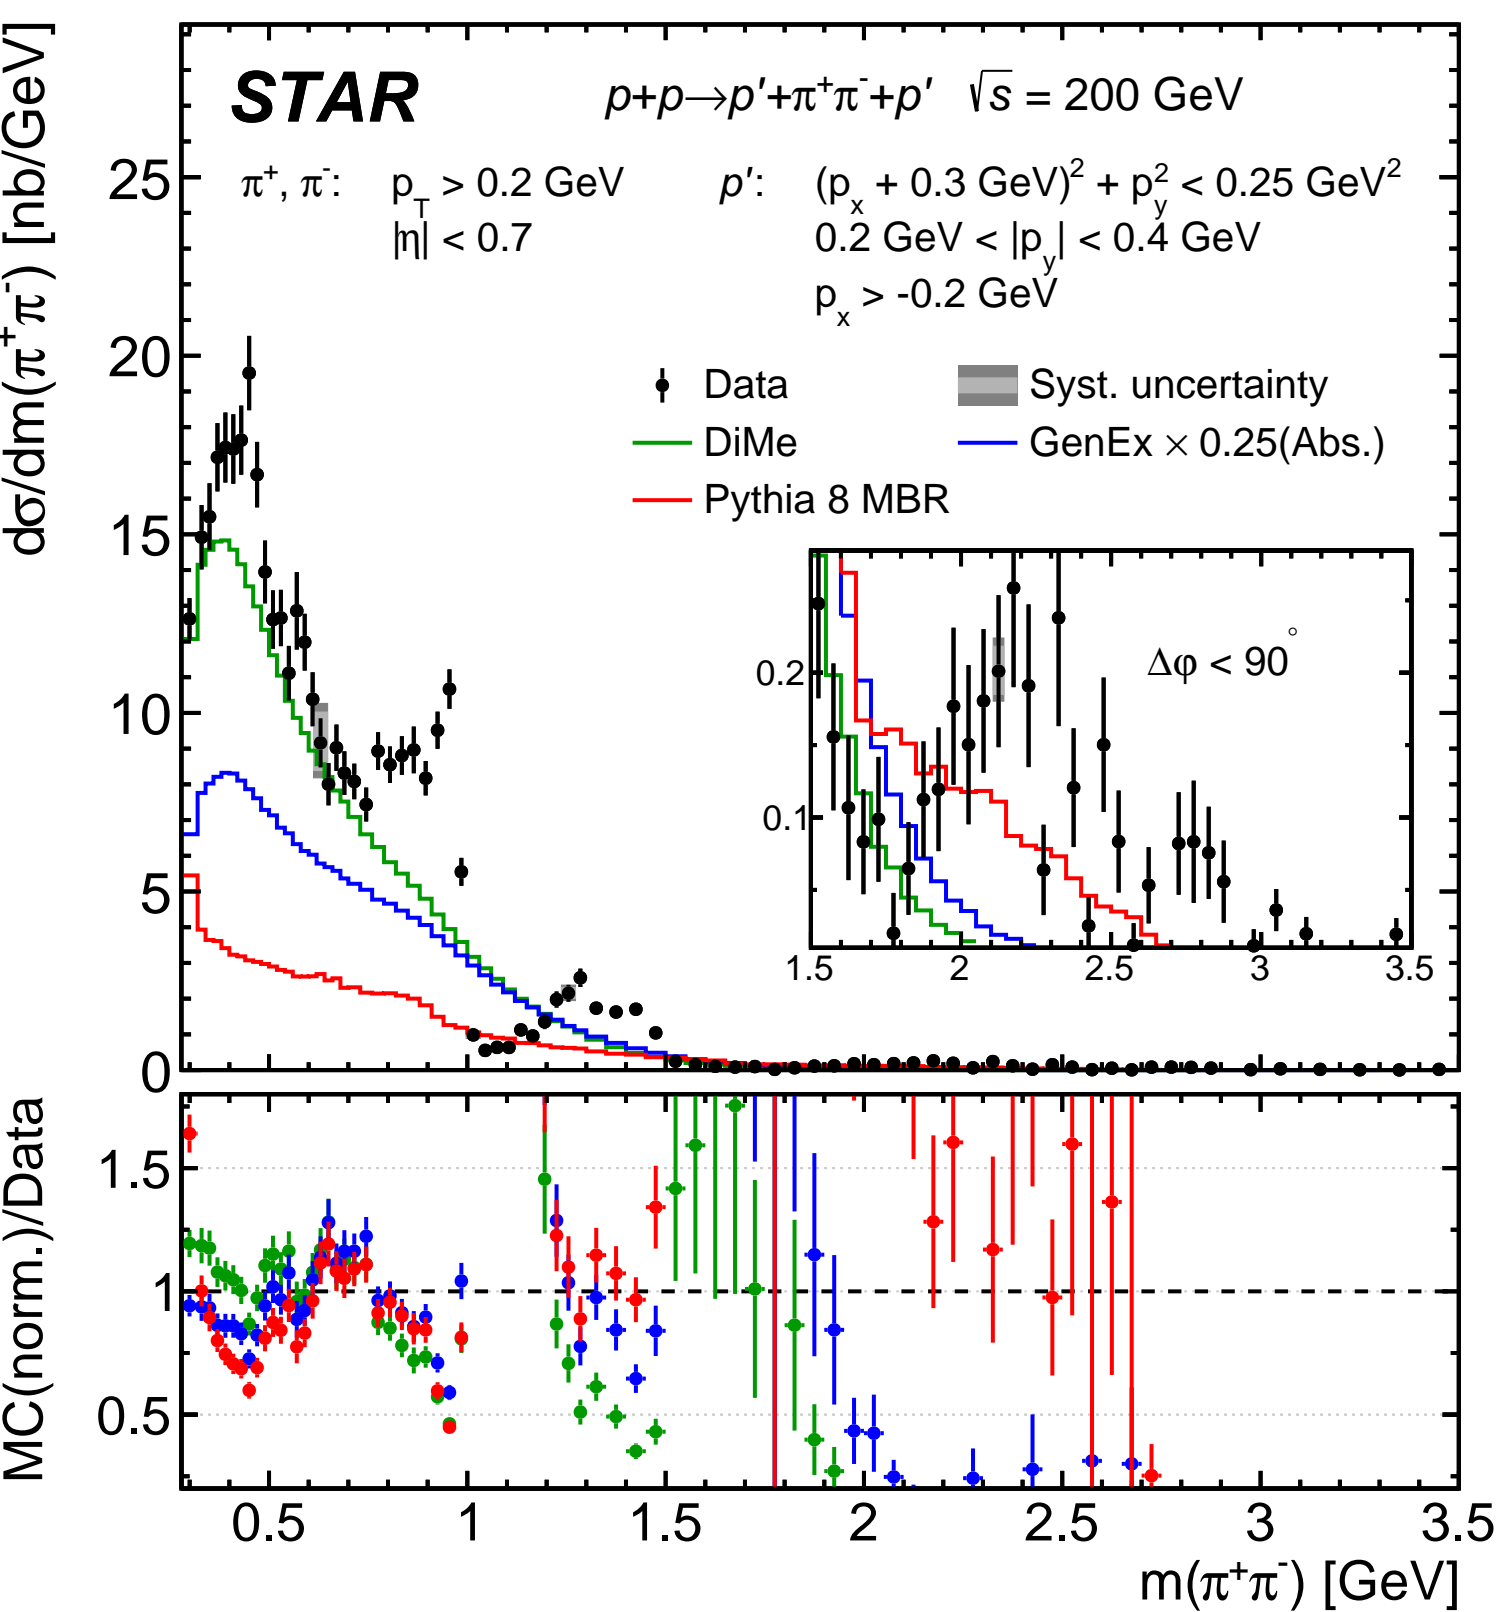 STAR
p+p→p′+π⁺π⁻+p′ √s = 200 GeV
π⁺, π⁻: p_T > 0.2 GeV p′: (p_x + 0.3 GeV)² + p_y² < 0.25 GeV²
|η| < 0.7 0.2 GeV < |p_y| < 0.4 GeV
p_x > -0.2 GeV
Data Syst. uncertainty
DiMe GenEx × 0.25(Abs.)
Pythia 8 MBR
dσ/dm(π⁺π⁻) [nb/GeV]
25
20
15
10
5
0
Δφ < 90°
0.2
0.1
1.5 2 2.5 3 3.5
MC(norm.)/Data
1.5
1
0.5
0.5 1 1.5 2 2.5 3 3.5
m(π⁺π⁻) [GeV]